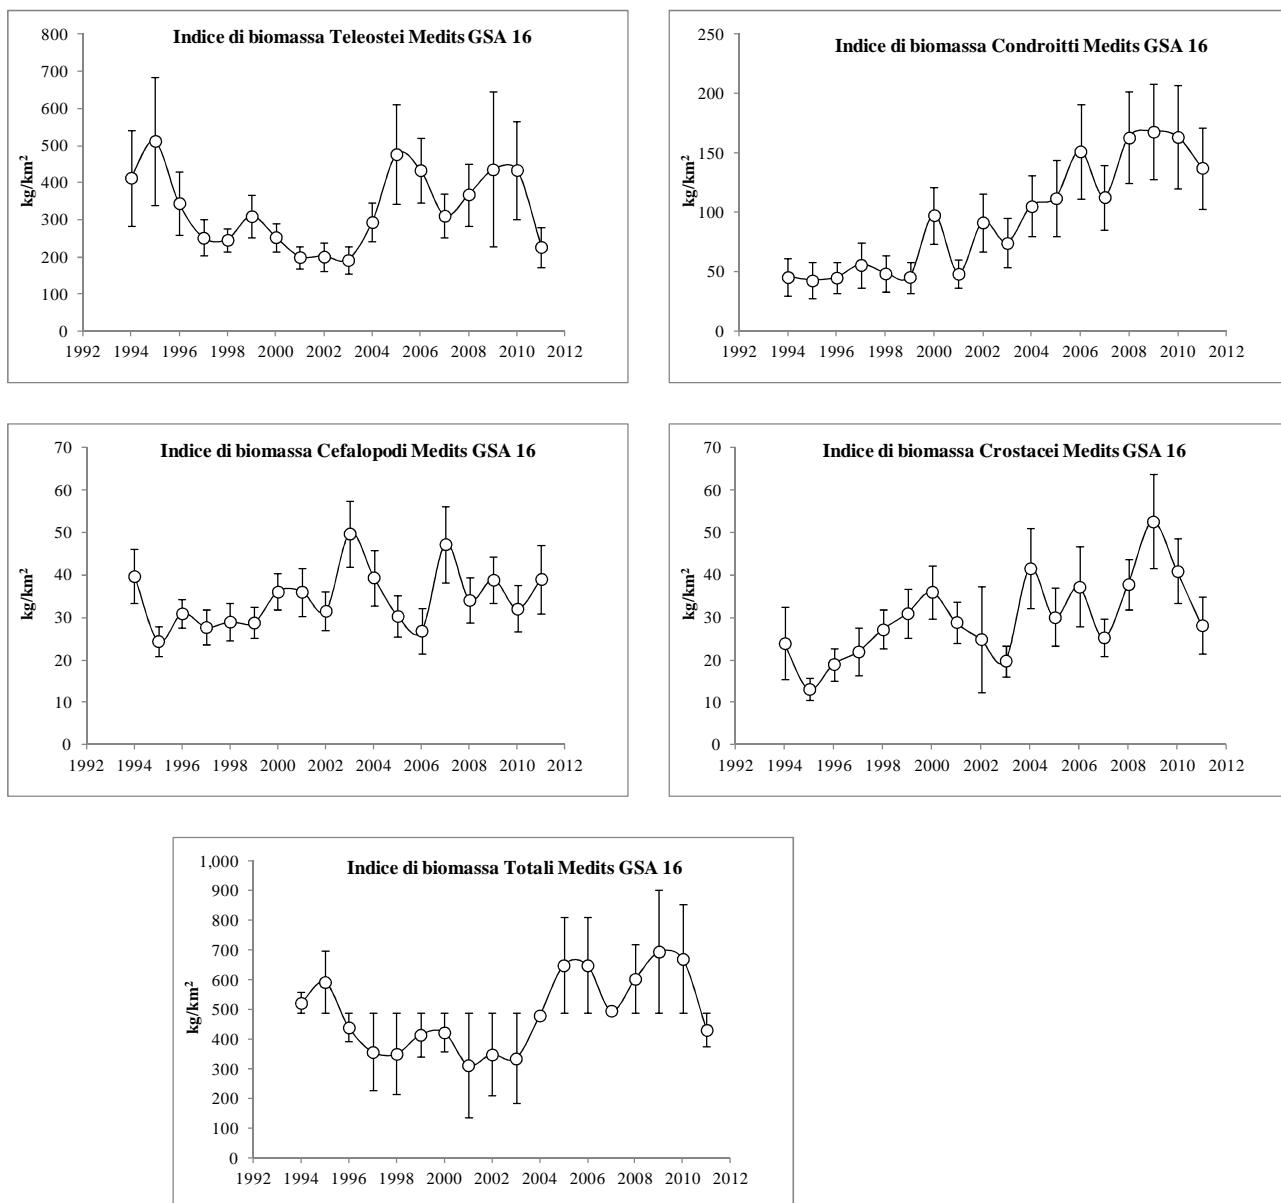 Indice di biomassa Teleostei Medits GSA 16
kg/km²
800
700
600
500
400
300
200
100
0
1992 1994 1996 1998 2000 2002 2004 2006 2008 2010 2012
Indice di biomassa Condroitti Medits GSA 16
kg/km²
250
200
150
100
50
0
1992 1994 1996 1998 2000 2002 2004 2006 2008 2010 2012
Indice di biomassa Cefalopodi Medits GSA 16
kg/km²
70
60
50
40
30
20
10
0
1992 1994 1996 1998 2000 2002 2004 2006 2008 2010 2012
Indice di biomassa Crostacei Medits GSA 16
kg/km²
70
60
50
40
30
20
10
0
1992 1994 1996 1998 2000 2002 2004 2006 2008 2010 2012
Indice di biomassa Totali Medits GSA 16
kg/km²
1,000
900
800
700
600
500
400
300
200
100
0
1992 1994 1996 1998 2000 2002 2004 2006 2008 2010 2012